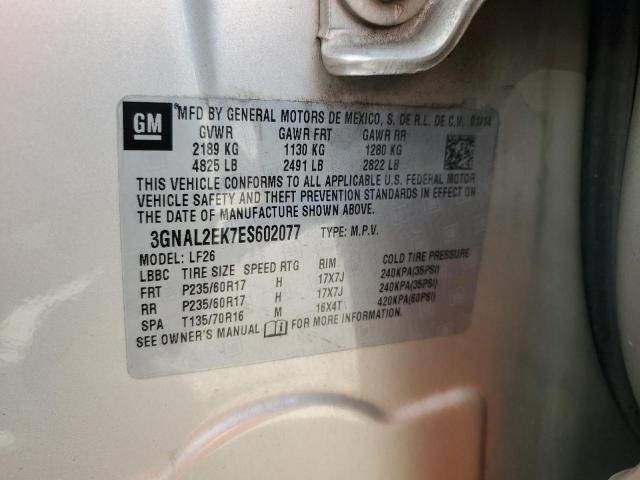 GM
MFD BY GENERAL MOTORS DE MEXICO, S. DE R.L. DE C.V. 01/14
GVWR GAWR FRT GAWR RR
2189 KG 1130 KG 1280 KG
4825 LB 2491 LB 2822 LB
THIS VEHICLE CONFORMS TO ALL APPLICABLE U.S. FEDERAL MOTOR
VEHICLE SAFETY AND THEFT PREVENTION STANDARDS IN EFFECT ON
THE DATE OF MANUFACTURE SHOWN ABOVE.
3GNAL2EK7ES602077 TYPE: M.P.V.
MODEL: LF26
LBBC TIRE SIZE SPEED RTG RIM COLD TIRE PRESSURE
FRT P235/60R17 H 17X7J 240KPA(35PSI)
RR P235/60R17 H 17X7J 240KPA(35PSI)
SPA T135/70R16 M 16X4T 420KPA(60PSI)
SEE OWNER'S MANUAL FOR MORE INFORMATION.